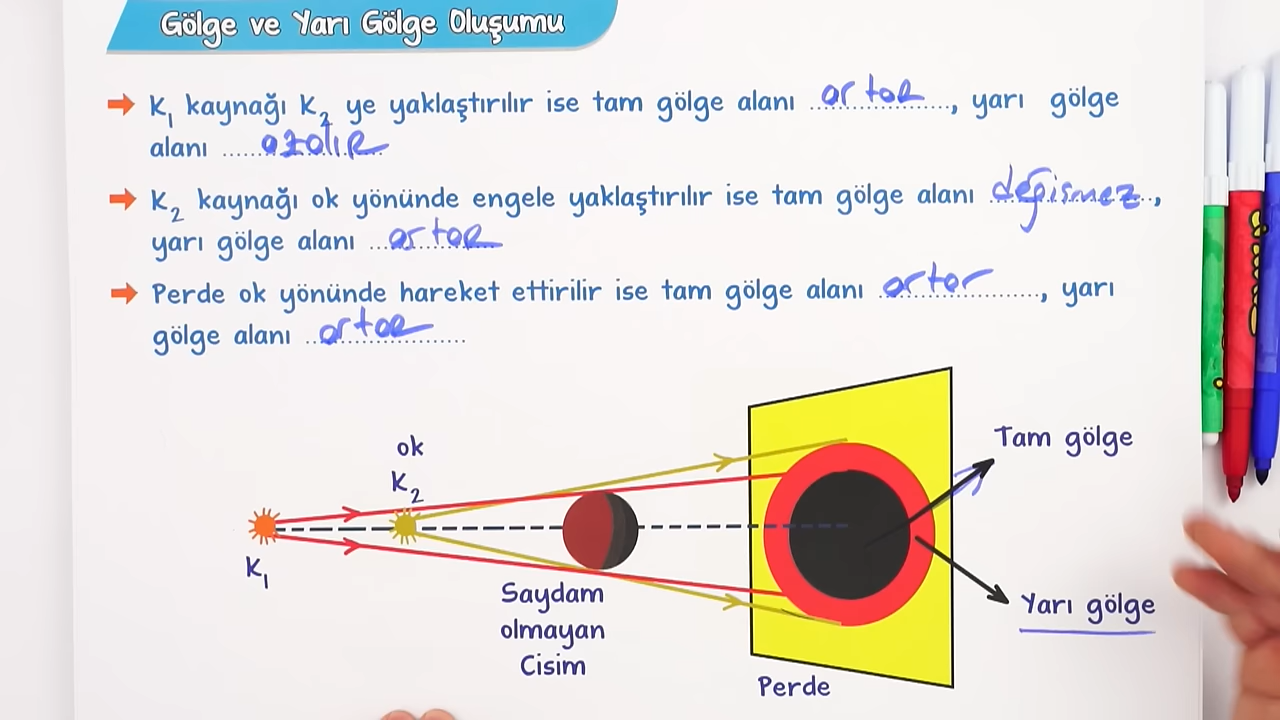 Gölge ve Yarı Gölge Oluşumu
K₁ kaynağı K₂ ye yaklaştırılır ise tam gölge alanı artar, yarı gölge
alanı azalır
K₂ kaynağı ok yönünde engele yaklaştırılır ise tam gölge alanı değişmez,
yarı gölge alanı artar
Perde ok yönünde hareket ettirilir ise tam gölge alanı artar, yarı
gölge alanı artar
ok
K₂
K₁
Saydam
olmayan
Cisim
Perde
Tam gölge
Yarı gölge